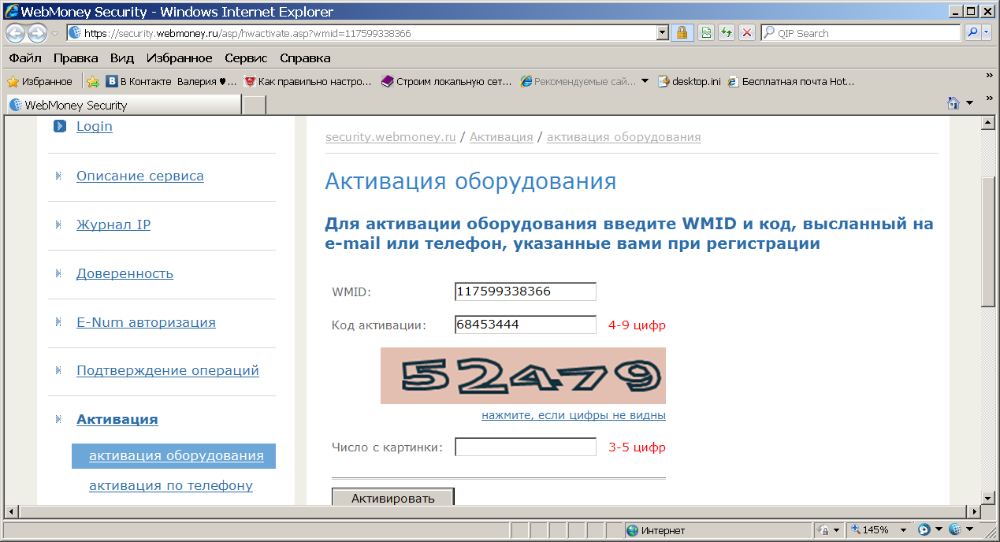 WebMoney Security - Windows Internet Explorer
https://security.webmoney.ru/asp/hwactivate.asp?wmid=117599338366
QIP Search
Файл Правка Вид Избранное Сервис Справка
Избранное В Контакте Валерия ♥ ... Как правильно настро... Строим локальную сет... Рекомендуемые сай... desktop.ini Бесплатная почта Hot...
WebMoney Security
Login
Описание сервиса
Журнал IP
Доверенность
E-Num авторизация
Подтверждение операций
Активация
активация оборудования
активация по телефону
security.webmoney.ru / Активация / активация оборудования
Активация оборудования
Для активации оборудования введите WMID и код, высланный на
e-mail или телефон, указанные вами при регистрации
WMID: 117599338366
Код активации: 68453444 4-9 цифр
52479
нажмите, если цифры не видны
Число с картинки: 3-5 цифр
Активировать
Интернет 145%